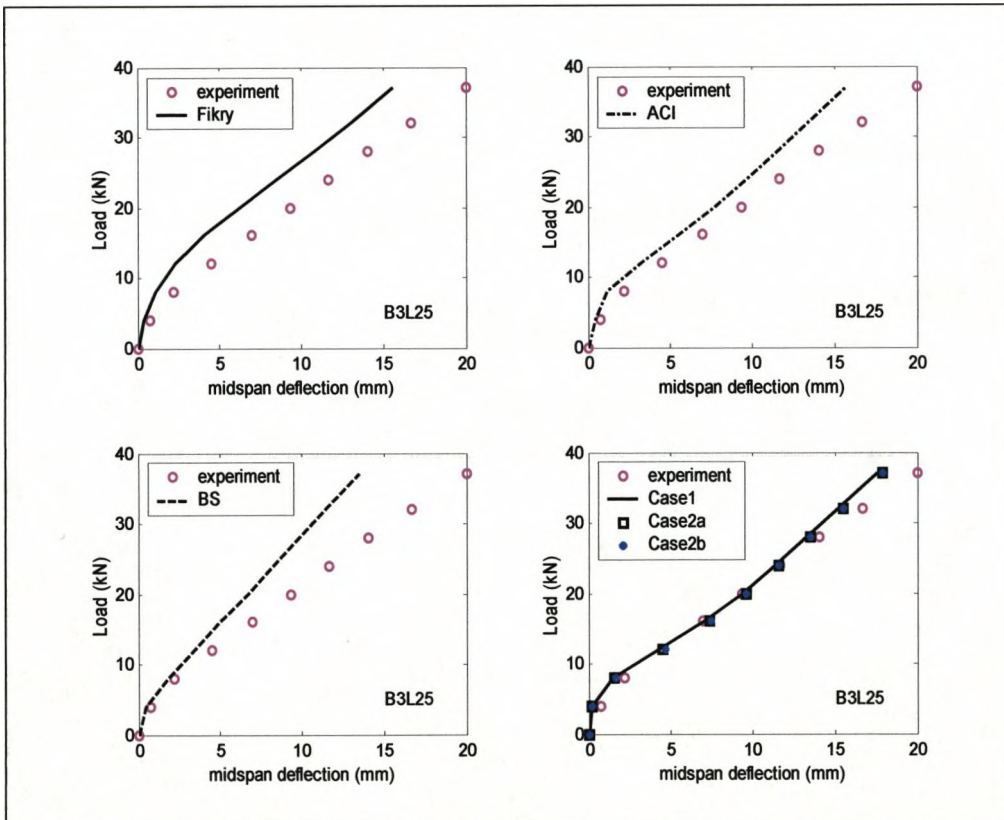 40
30
20
10
0
Load (kN)
experiment
Fikry
B3L25
0 5 10 15 20
midspan deflection (mm)
40
30
20
10
0
Load (kN)
experiment
ACI
B3L25
0 5 10 15 20
midspan deflection (mm)
40
30
20
10
0
Load (kN)
experiment
BS
B3L25
0 5 10 15 20
midspan deflection (mm)
40
30
20
10
0
Load (kN)
experiment
Case1
Case2a
Case2b
B3L25
0 5 10 15 20
midspan deflection (mm)